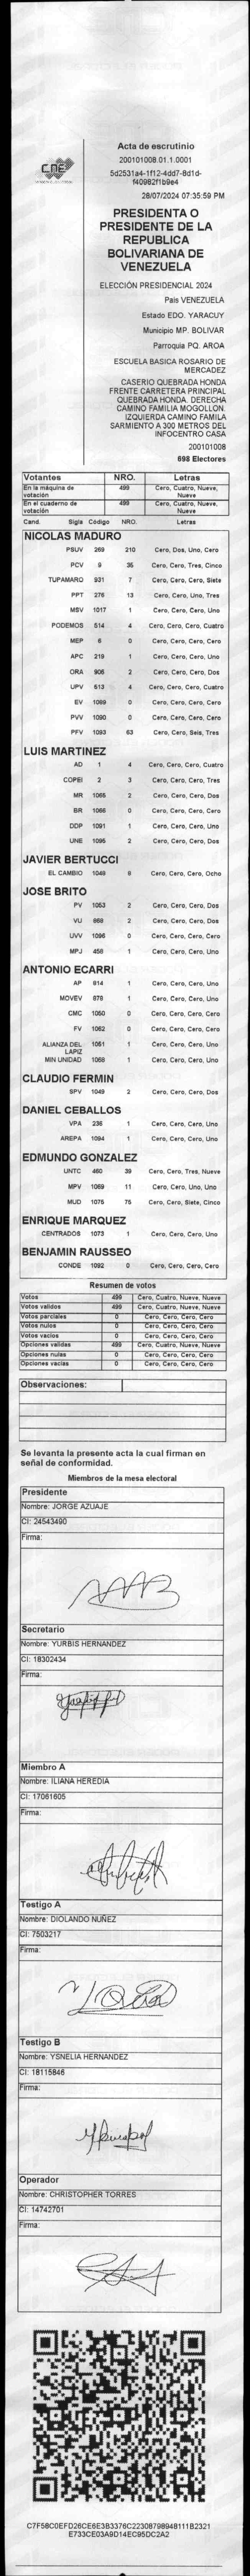 CNE
Acta de escrutinio
200101008.01.1.0001
5d2531a4-1f12-4dd7-8d1d-
f40982f1b9e4
28/07/2024 07:35:59 PM
PRESIDENTA O
PRESIDENTE DE LA
REPUBLICA
BOLIVARIANA DE
VENEZUELA
ELECCIÓN PRESIDENCIAL 2024
Pais VENEZUELA
Estado EDO. YARACUY
Municipio MP. BOLIVAR
Parroquia PQ. AROA
ESCUELA BASICA ROSARIO DE
MERCADEZ
CASERIO QUEBRADA HONDA
FRENTE CARRETERA PRINCIPAL
QUEBRADA HONDA. DERECHA
CAMINO FAMILIA MOGOLLON.
IZQUIERDA CAMINO FAMILA
SARMIENTO A 300 METROS DEL
INFOCENTRO CASA
200101008
698 Electores
Votantes NRO. Letras
En la máquina de votación 499 Cero, Cuatro, Nueve, Nueve
En el cuaderno de votación 499 Cero, Cuatro, Nueve, Nueve
Cand. Sigla Código NRO. Letras
NICOLAS MADURO
PSUV 269 210 Cero, Dos, Uno, Cero
PCV 9 35 Cero, Cero, Tres, Cinco
TUPAMARO 931 7 Cero, Cero, Cero, Siete
PPT 276 13 Cero, Cero, Uno, Tres
MSV 1017 1 Cero, Cero, Cero, Uno
PODEMOS 514 4 Cero, Cero, Cero, Cuatro
MEP 6 0 Cero, Cero, Cero, Cero
APC 219 1 Cero, Cero, Cero, Uno
ORA 906 2 Cero, Cero, Cero, Dos
UPV 613 4 Cero, Cero, Cero, Cuatro
EV 1089 0 Cero, Cero, Cero, Cero
PVV 1090 0 Cero, Cero, Cero, Cero
PFV 1093 63 Cero, Cero, Seis, Tres
LUIS MARTINEZ
AD 1 4 Cero, Cero, Cero, Cuatro
COPEI 2 3 Cero, Cero, Cero, Tres
MR 1065 2 Cero, Cero, Cero, Dos
BR 1066 0 Cero, Cero, Cero, Cero
DDP 1091 1 Cero, Cero, Cero, Uno
UNE 1095 2 Cero, Cero, Cero, Dos
JAVIER BERTUCCI
EL CAMBIO 1048 8 Cero, Cero, Cero, Ocho
JOSE BRITO
PV 1053 2 Cero, Cero, Cero, Dos
VU 868 2 Cero, Cero, Cero, Dos
UVV 1096 0 Cero, Cero, Cero, Cero
MPJ 458 1 Cero, Cero, Cero, Uno
ANTONIO ECARRI
AP 814 1 Cero, Cero, Cero, Uno
MOVEV 878 1 Cero, Cero, Cero, Uno
CMC 1050 0 Cero, Cero, Cero, Cero
FV 1052 0 Cero, Cero, Cero, Cero
ALIANZA DEL LAPIZ 1051 1 Cero, Cero, Cero, Uno
MIN UNIDAD 1068 1 Cero, Cero, Cero, Uno
CLAUDIO FERMIN
SPV 1049 2 Cero, Cero, Cero, Dos
DANIEL CEBALLOS
VPA 236 1 Cero, Cero, Cero, Uno
AREPA 1094 1 Cero, Cero, Cero, Uno
EDMUNDO GONZALEZ
UNTC 460 39 Cero, Cero, Tres, Nueve
MPV 1069 11 Cero, Cero, Uno, Uno
MUD 1075 75 Cero, Cero, Siete, Cinco
ENRIQUE MARQUEZ
CENTRADOS 1073 1 Cero, Cero, Cero, Uno
BENJAMIN RAUSSEO
CONDE 1092 0 Cero, Cero, Cero, Cero
Resumen de votos
Votos 499 Cero, Cuatro, Nueve, Nueve
Votos validos 499 Cero, Cuatro, Nueve, Nueve
Votos parciales 0 Cero, Cero, Cero, Cero
Votos nulos 0 Cero, Cero, Cero, Cero
Votos vacios 0 Cero, Cero, Cero, Cero
Opciones validas 499 Cero, Cuatro, Nueve, Nueve
Opciones nulas 0 Cero, Cero, Cero, Cero
Opciones vacias 0 Cero, Cero, Cero, Cero
Observaciones:
Se levanta la presente acta la cual firman en
señal de conformidad.
Miembros de la mesa electoral
Presidente
Nombre: JORGE AZUAJE
CI: 24543490
Firma:
Secretario
Nombre: YURBIS HERNANDEZ
CI: 18302434
Firma:
Miembro A
Nombre: ILIANA HEREDIA
CI: 17061605
Firma:
Testigo A
Nombre: DIOLANDO NUÑEZ
CI: 7503217
Firma:
Testigo B
Nombre: YSNELIA HERNANDEZ
CI: 18115846
Firma:
Operador
Nombre: CHRISTOPHER TORRES
CI: 14742701
Firma:
C7F58C0EFD26CE6E3B3376C22308798948111B2321
E733CE03A9D14EC95DC2A2